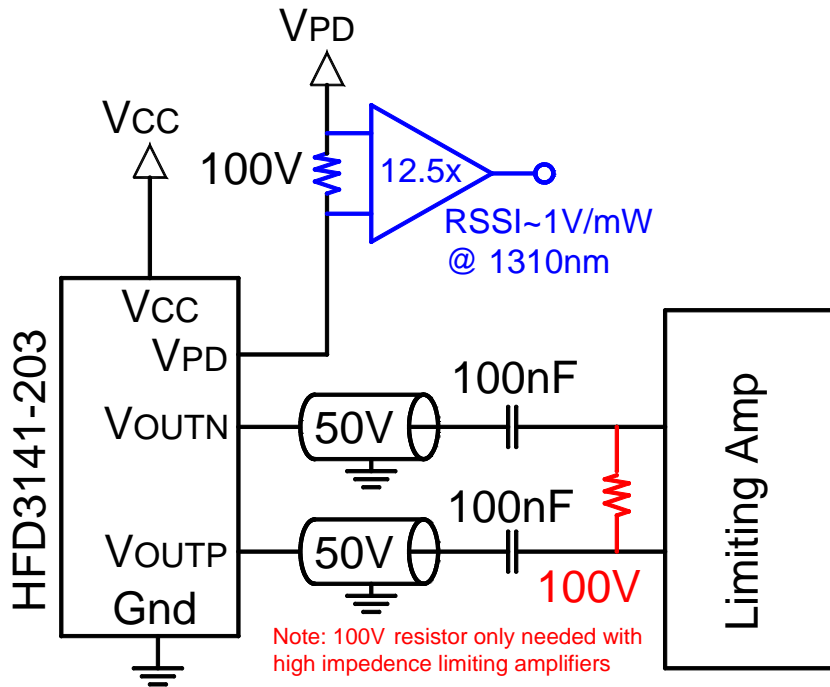 VPD
VCC
100V
12.5x
RSSI~1V/mW
@ 1310nm
HFD3141-203
VCC
VPD
VOUTN
VOUTP
Gnd
50V
100nF
50V
100nF
100V
Limiting Amp
Note: 100V resistor only needed with
high impedence limiting amplifiers